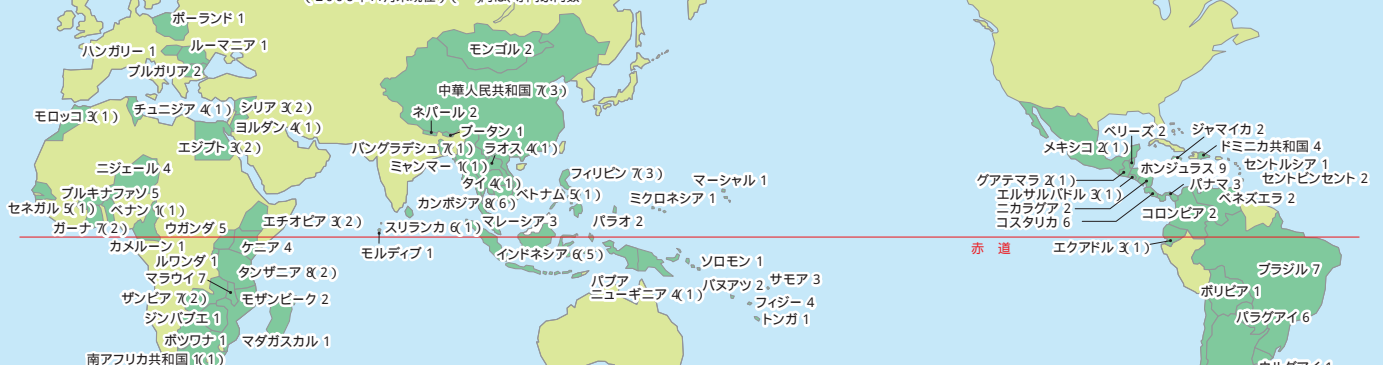 ポーランド 1
ハンガリー 1
ルーマニア 1
ブルガリア 2
モンゴル 2
中華人民共和国 7(3)
ネパール 2
ブータン 1
モロッコ 3(1)
チュニジア 4(1)
シリア 3(2)
ヨルダン 4(1)
エジプト 3(2)
バングラデシュ 7(1)
ラオス 4(1)
ミャンマー 1(1)
タイ 4(1)
ベトナム 5(1)
カンボジア 8(6)
フィリピン 7(3)
マーシャル 1
ミクロネシア 1
パラオ 2
マレーシア 3
スリランカ 6(1)
モルディブ 1
インドネシア 6(5)
ニジェール 4
ブルキナファソ 5
セネガル 5(1)
ベナン 1(1)
ガーナ 7(2)
ウガンダ 5
エチオピア 3(2)
カメルーン 1
ケニア 4
ルワンダ 1
タンザニア 8(2)
マラウイ 7
ザンビア 7(2)
モザンビーク 2
ジンバブエ 1
ボツワナ 1
マダガスカル 1
南アフリカ共和国 1(1)
パプア
ニューギニア 4(1)
ソロモン 1
バヌアツ 2
サモア 3
フィジー 4
トンガ 1
赤 道
ベリーズ 2
ジャマイカ 2
メキシコ 2(1)
ドミニカ共和国 4
ホンジュラス 9
セントルシア 1
セントビンセント 2
グアテマラ 2(1)
パナマ 3
エルサルバドル 3(1)
ベネズエラ 2
ニカラグア 2
コスタリカ 6
コロンビア 2
エクアドル 3(1)
ブラジル 7
ボリビア 1
パラグアイ 6